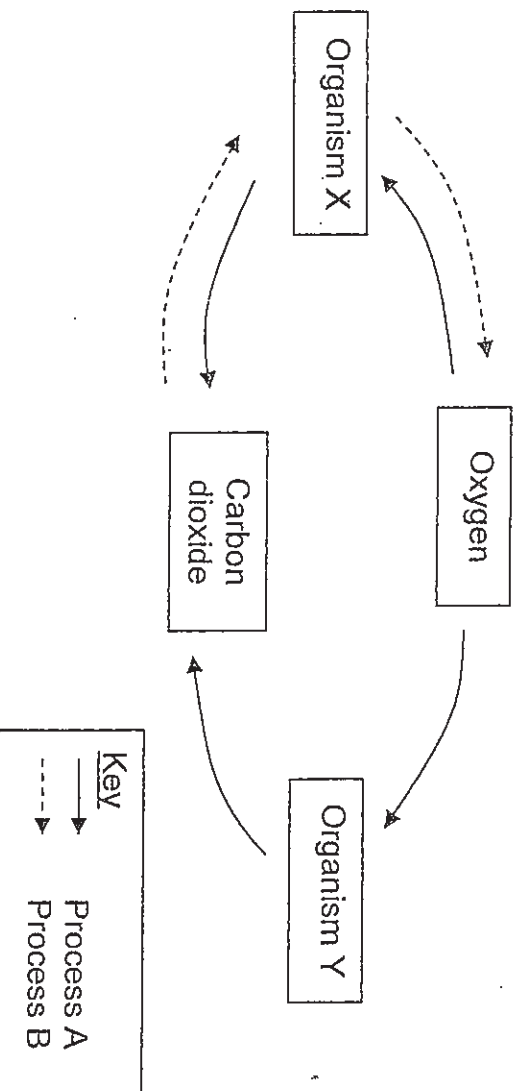 Oxygen
Organism X
Organism Y
Carbon
dioxide
Key
Process A
Process B